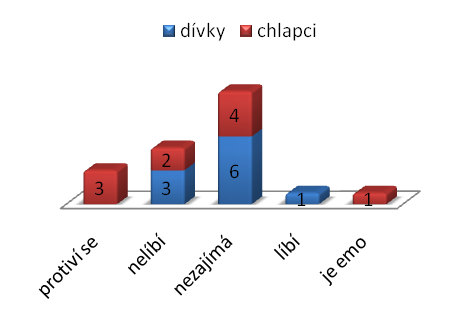 dívky chlapci
4
2
3 3 6 1 1
protiví se nelíbí nezajímá líbí je emo